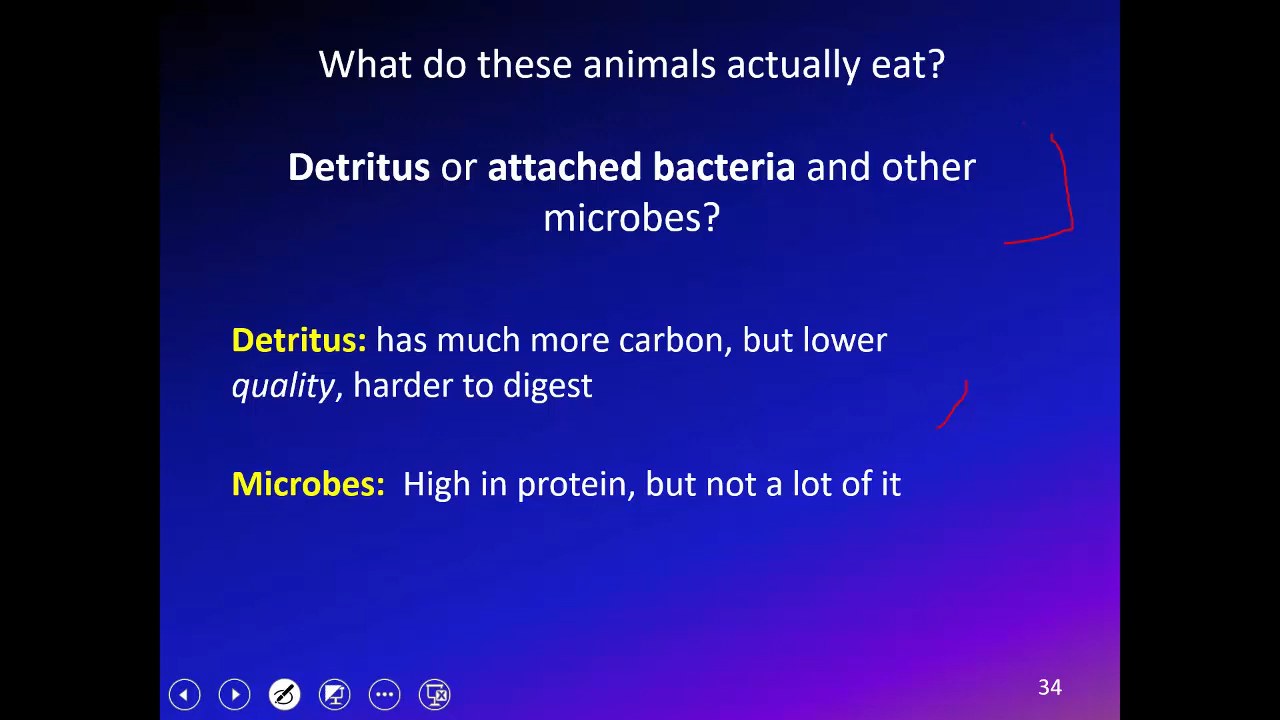 What do these animals actually eat?
Detritus or attached bacteria and other
microbes?
Detritus: has much more carbon, but lower
quality, harder to digest
Microbes: High in protein, but not a lot of it
34